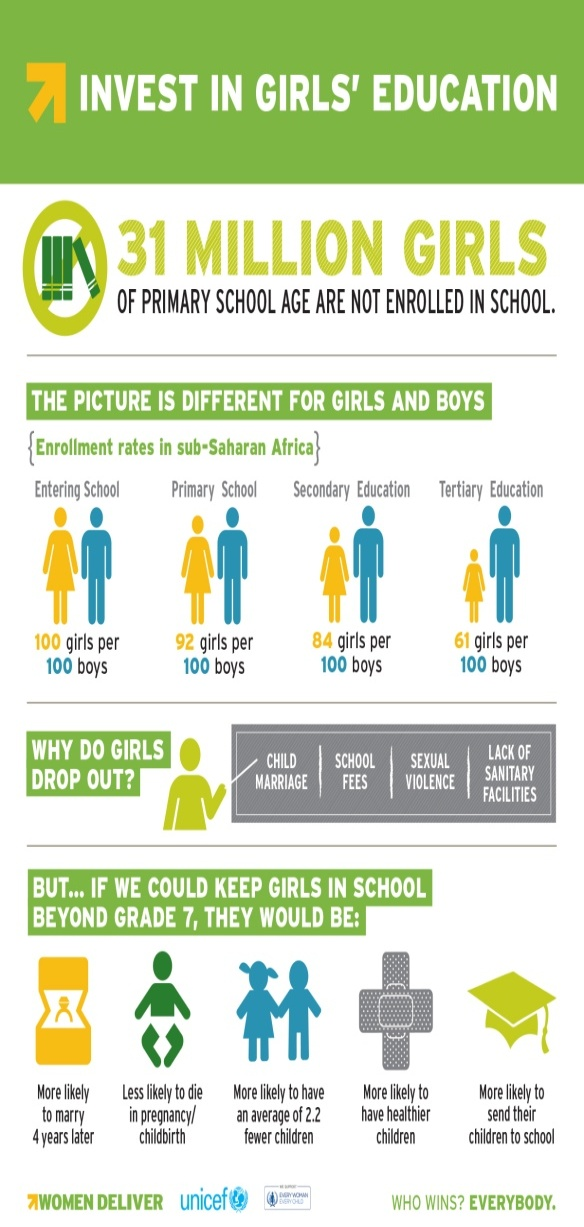 INVEST IN GIRLS' EDUCATION
31 MILLION GIRLS
OF PRIMARY SCHOOL AGE ARE NOT ENROLLED IN SCHOOL.
THE PICTURE IS DIFFERENT FOR GIRLS AND BOYS
{Enrollment rates in sub-Saharan Africa}
Entering School
100 girls per
100 boys
Primary School
92 girls per
100 boys
Secondary Education
84 girls per
100 boys
Tertiary Education
61 girls per
100 boys
WHY DO GIRLS
DROP OUT?
CHILD
MARRIAGE
SCHOOL
FEES
SEXUAL
VIOLENCE
LACK OF
SANITARY
FACILITIES
BUT... IF WE COULD KEEP GIRLS IN SCHOOL
BEYOND GRADE 7, THEY WOULD BE:
More likely
to marry
4 years later
Less likely to die
in pregnancy/
childbirth
More likely to have
an average of 2.2
fewer children
More likely to
have healthier
children
More likely to
send their
children to school
WOMEN DELIVER
unicef
WE SUPPORT
EVERY WOMAN
EVERY CHILD
WHO WINS? EVERYBODY.